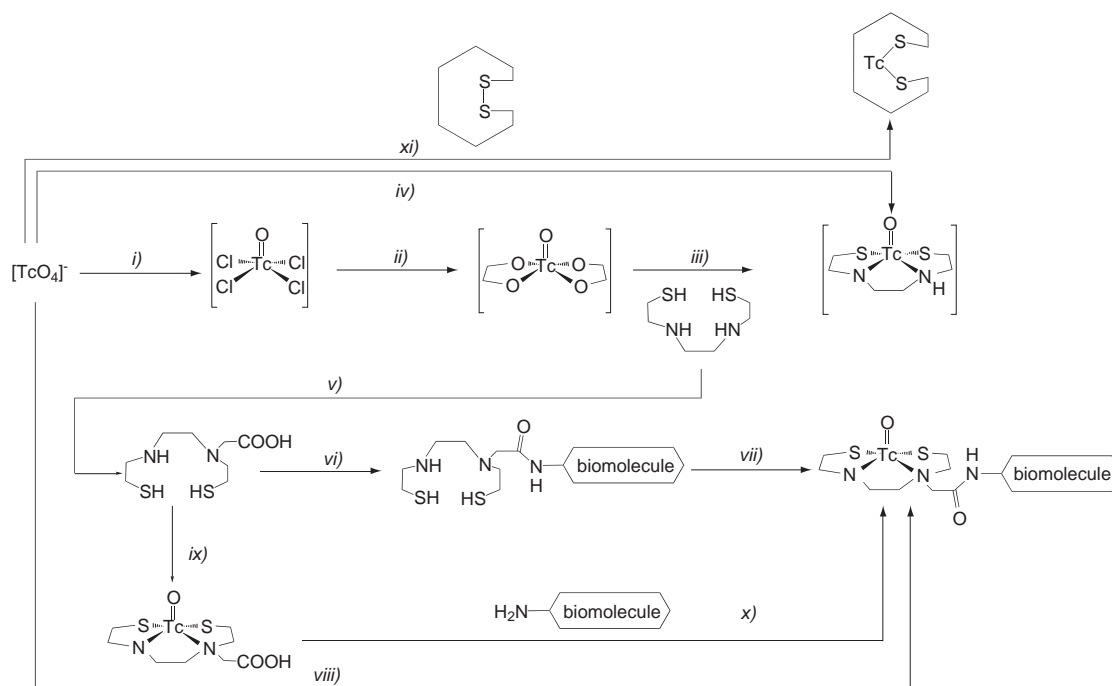 S
S
S
Tc
S
xi)
iv)
[TcO4]-
i)
O
Cl Tc Cl
Cl Cl
ii)
O
O Tc O
O O
iii)
SH HS
NH HN
O
S Tc S
N N
H
v)
NH N COOH
SH HS
vi)
O
NH N N biomolecule
H
SH HS
vii)
O
S Tc S H
N N N biomolecule
O
ix)
O
S Tc S
N N COOH
viii)
H2N biomolecule
x)